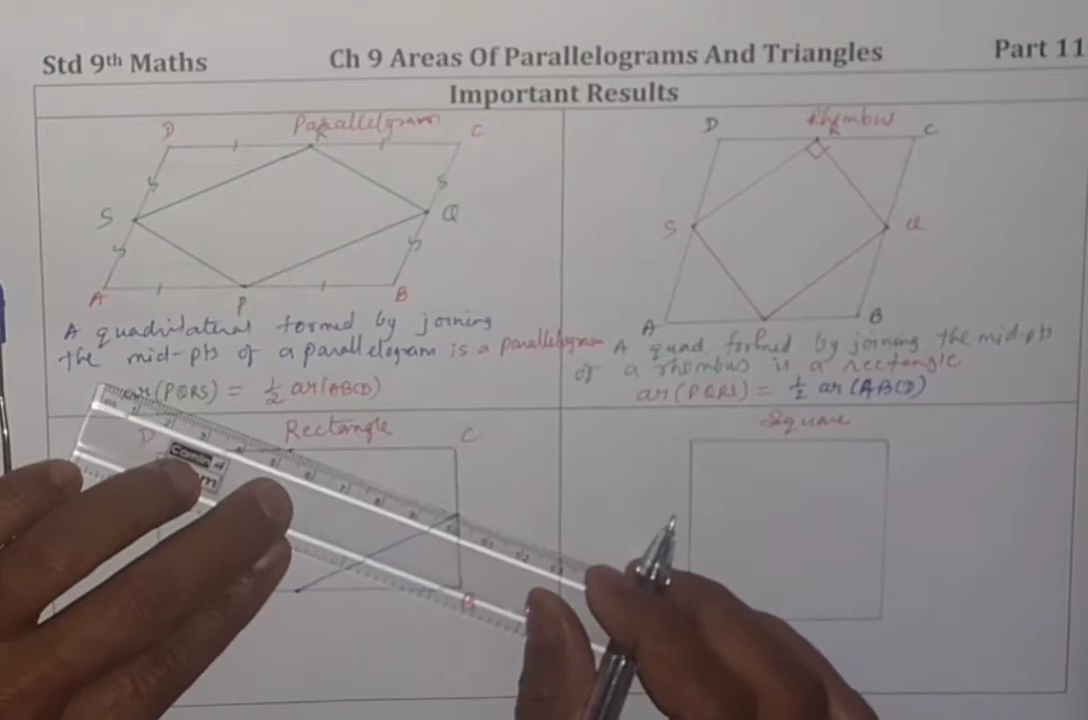 Std 9th Maths Ch 9 Areas Of Parallelograms And Triangles Part 11
Important Results
Parallelogram
D R C
S Q
A P B
A quadrilateral formed by joining
the mid-pts of a parallelogram is a parallelogram
ar(PQRS) = 1/2 ar(ABCD)
Rhombus
D R C
S Q
A B
A quad. formed by joining the mid-pts
of a rhombus is a rectangle
ar(PQRS) = 1/2 ar(ABCD)
Rectangle
D C
B
Square